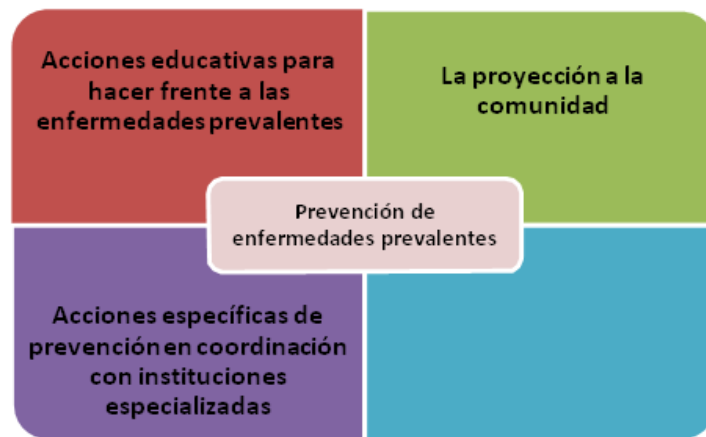 Acciones educativas para
hacer frente a las
enfermedades prevalentes
La proyección a la
comunidad
Prevención de
enfermedades prevalentes
Acciones específicas de
prevención en coordinación
con instituciones
especializadas